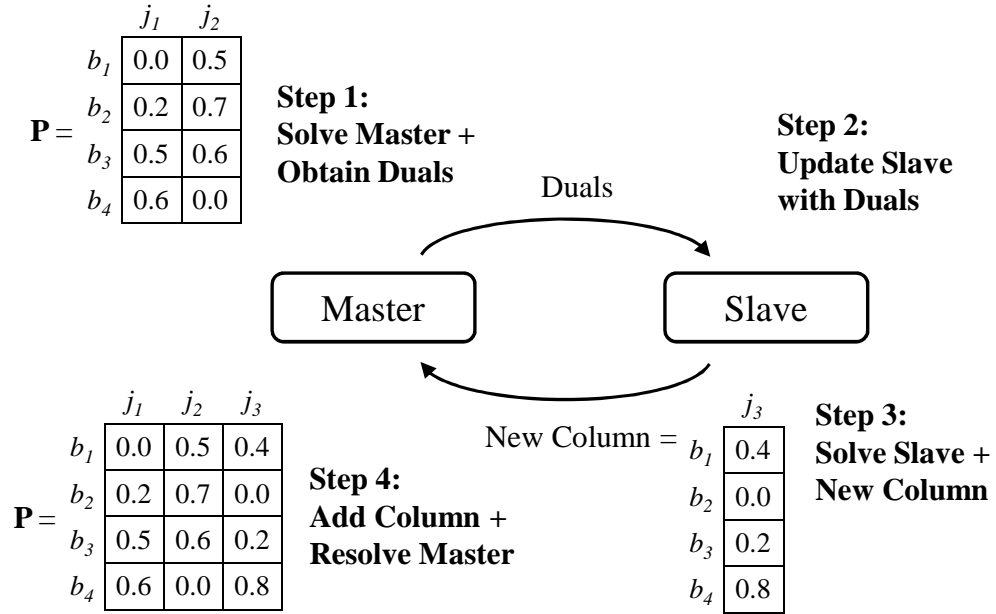 j1 j2
b1 0.0 0.5
b2 0.2 0.7
P = b3 0.5 0.6
b4 0.6 0.0
Step 1:
Solve Master +
Obtain Duals
Step 2:
Update Slave
with Duals
Duals
Master
Slave
j3
New Column = b1 0.4
b2 0.0
b3 0.2
b4 0.8
Step 3:
Solve Slave +
New Column
j1 j2 j3
b1 0.0 0.5 0.4
b2 0.2 0.7 0.0
P = b3 0.5 0.6 0.2
b4 0.6 0.0 0.8
Step 4:
Add Column +
Resolve Master